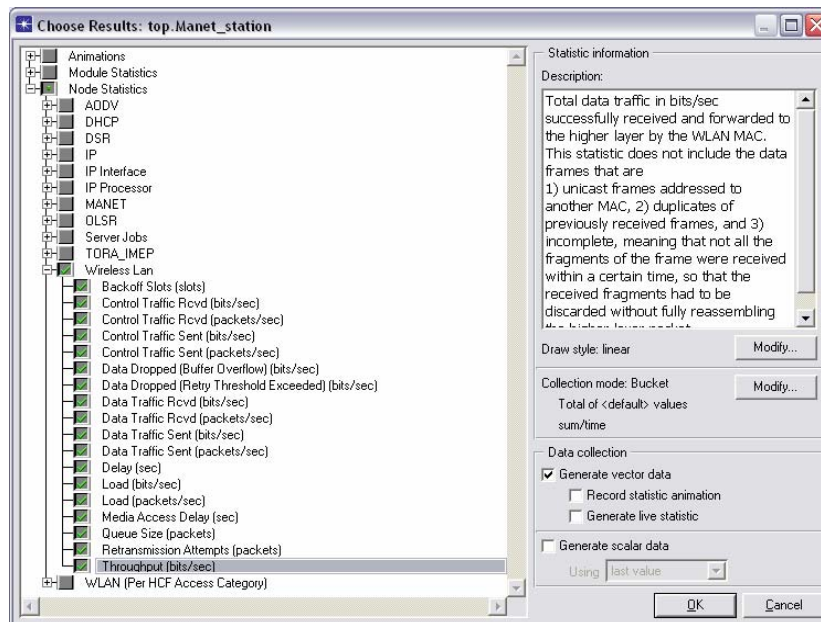 Choose Results: top.Manet_station
Animations
Module Statistics
Node Statistics
AODV
DHCP
DSR
IP
IP Interface
IP Processor
MANET
OLSR
Server Jobs
TORA_IMEP
Wireless Lan
Backoff Slots (slots)
Control Traffic Rcvd (bits/sec)
Control Traffic Rcvd (packets/sec)
Control Traffic Sent (bits/sec)
Control Traffic Sent (packets/sec)
Data Dropped (Buffer Overflow) (bits/sec)
Data Dropped (Retry Threshold Exceeded) (bits/sec)
Data Traffic Rcvd (bits/sec)
Data Traffic Rcvd (packets/sec)
Data Traffic Sent (bits/sec)
Data Traffic Sent (packets/sec)
Delay (sec)
Load (bits/sec)
Load (packets/sec)
Media Access Delay (sec)
Queue Size (packets)
Retransmission Attempts (packets)
Throughput (bits/sec)
WLAN (Per HCF Access Category)
Statistic information
Description:
Total data traffic in bits/sec
successfully received and forwarded to
the higher layer by the WLAN MAC.
This statistic does not include the data
frames that are
1) unicast frames addressed to
another MAC, 2) duplicates of
previously received frames, and 3)
incomplete, meaning that not all the
fragments of the frame were received
within a certain time, so that the
received fragments had to be
discarded without fully reassembling
the higher layer packet
Draw style: linear
Modify...
Collection mode: Bucket
Modify...
Total of <default> values
sum/time
Data collection
Generate vector data
Record statistic animation
Generate live statistic
Generate scalar data
Using last value
OK
Cancel